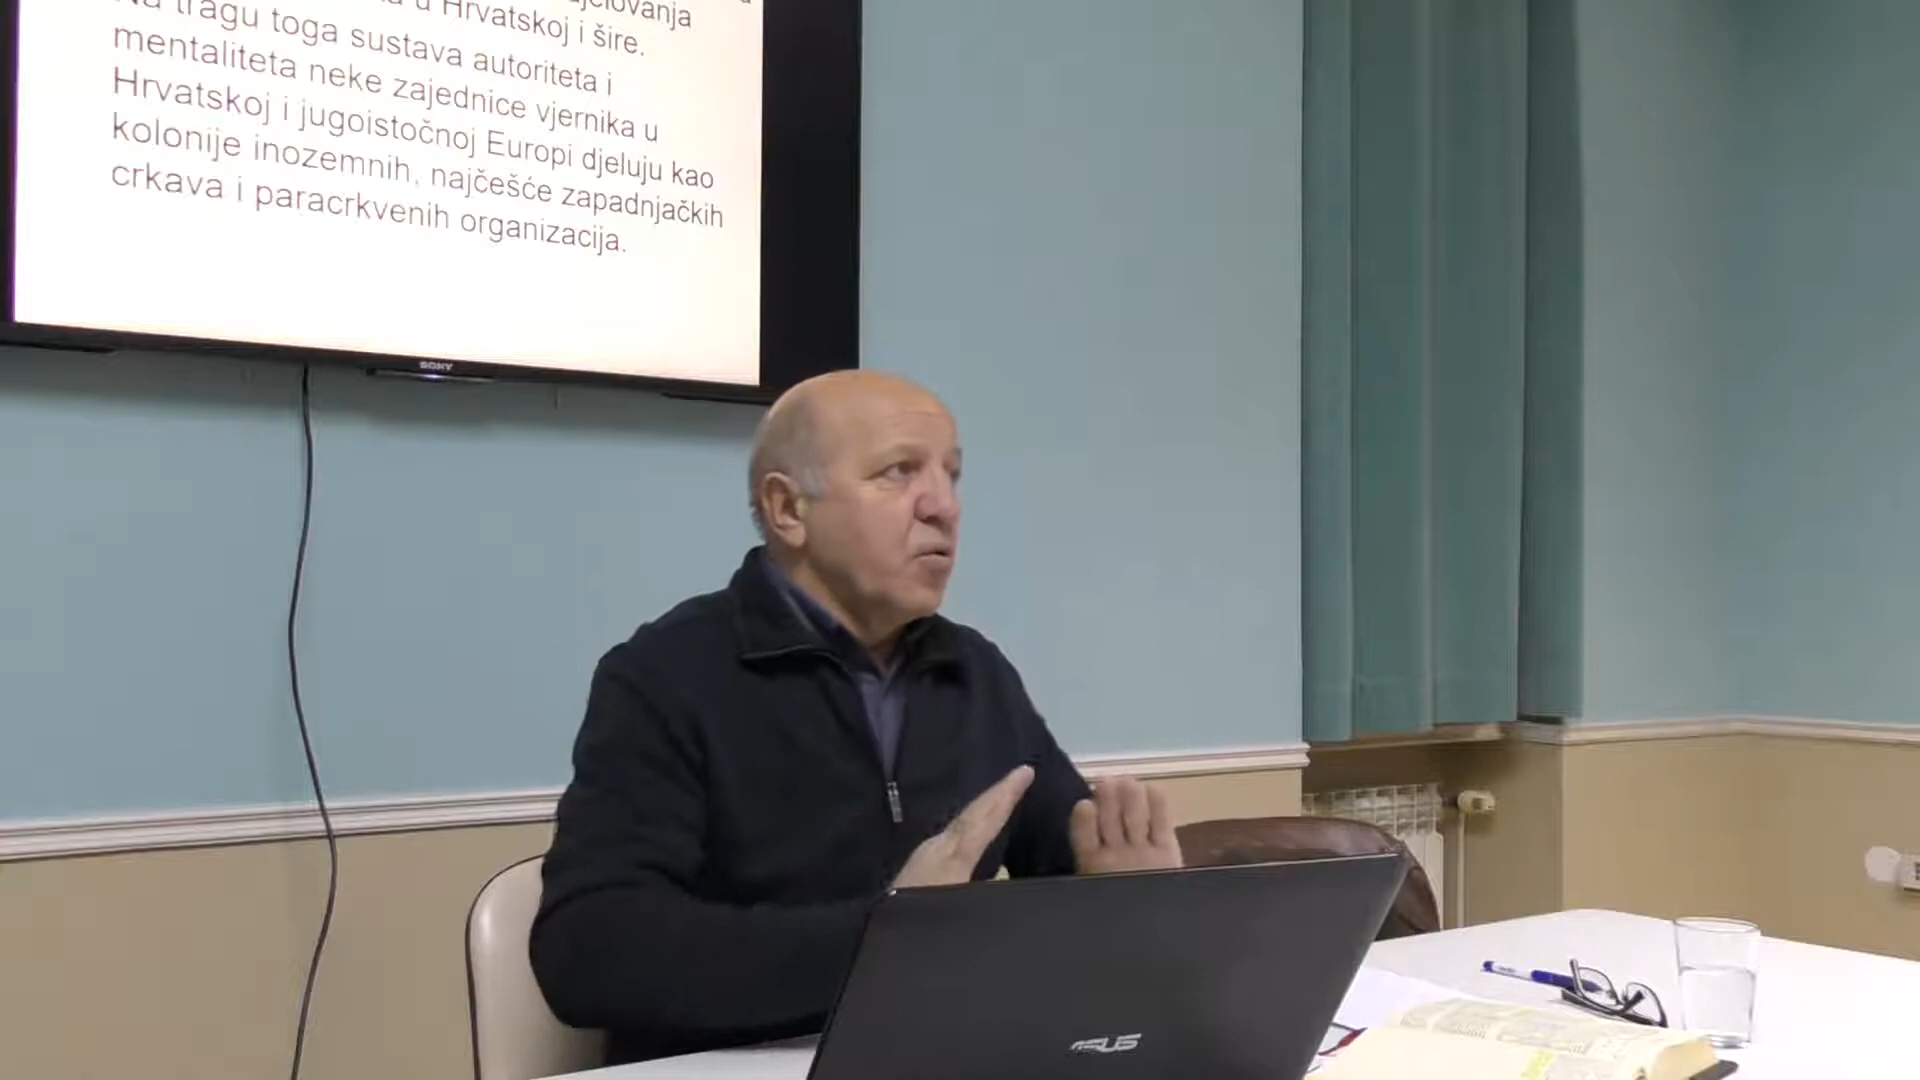 u Hrvatskoj i šire.
Na tragu toga sustava autoriteta i
mentaliteta neke zajednice vjernika u
Hrvatskoj i jugoistočnoj Europi djeluju kao
kolonije inozemnih, najčešće zapadnjačkih
crkava i paracrkvenih organizacija.
SONY
ASUS